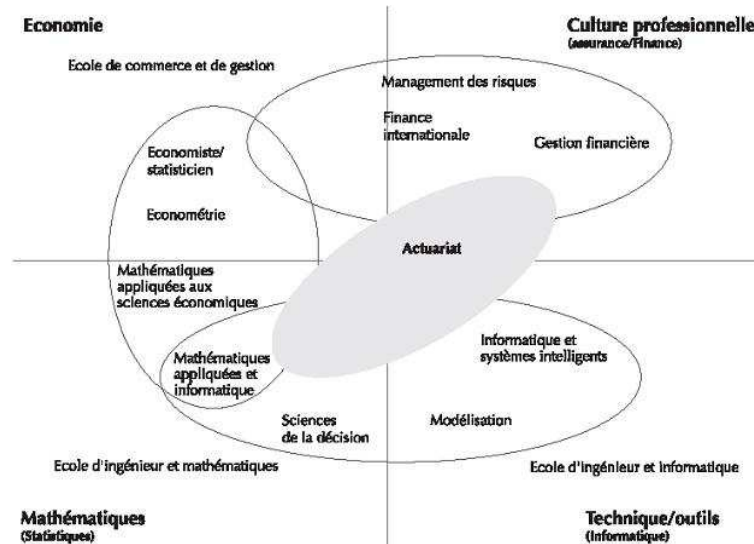 Economie
Culture professionnelle
(assurance/Finance)
Ecole de commerce et de gestion
Management des risques
Finance
internationale
Gestion financière
Economiste/
statisticien
Econométrie
Actuariat
Mathématiques
appliquées aux
sciences économiques
Informatique et
systèmes intelligents
Mathématiques
appliquées et
informatique
Sciences
de la décision
Modélisation
Ecole d'ingénieur et mathématiques
Ecole d'ingénieur et informatique
Mathématiques
(Statistiques)
Technique/outils
(Informatique)